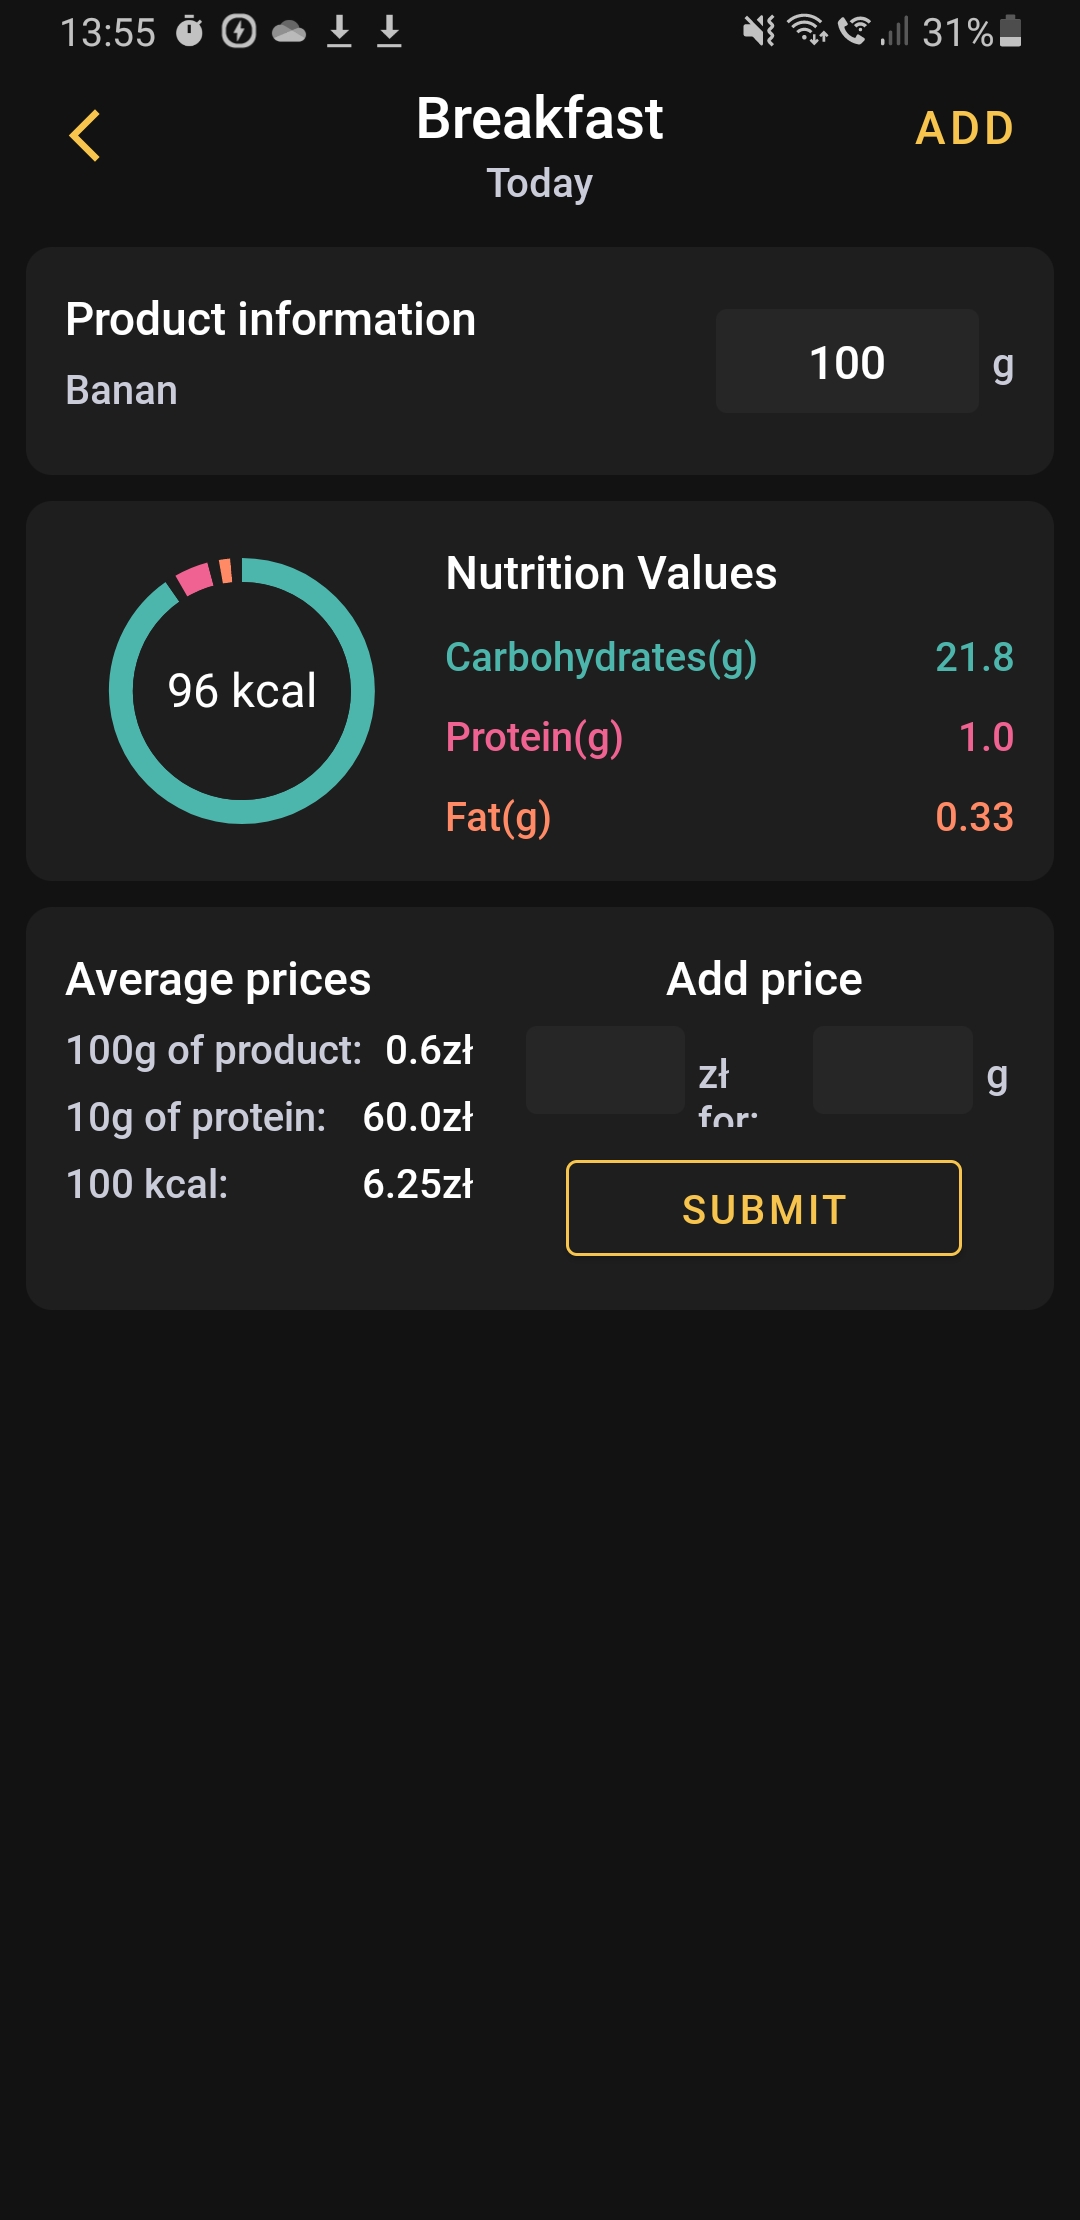 13:55
31%
Breakfast
ADD
Today
Product information
Banan
100 g
96 kcal
Nutrition Values
Carbohydrates(g) 21.8
Protein(g) 1.0
Fat(g) 0.33
Average prices
100g of product: 0.6zł
10g of protein: 60.0zł
100 kcal: 6.25zł
Add price
zł
for:
g
SUBMIT